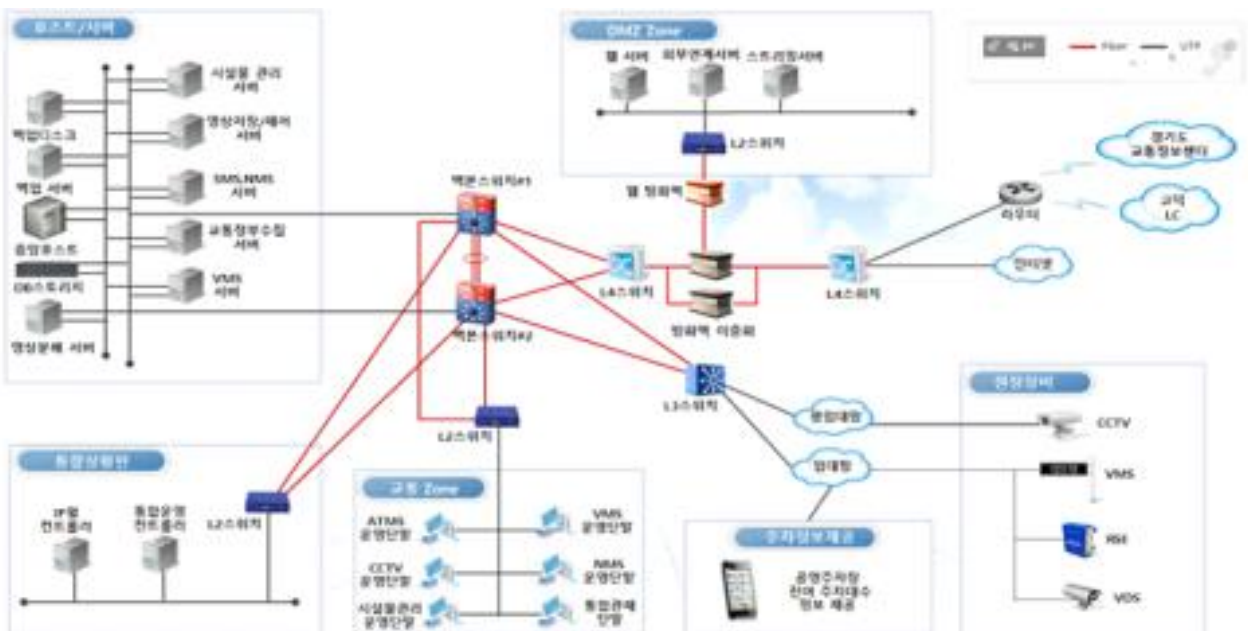 호스트/서버
시설물 관리
서버
백업디스크
영상저장/제어
서버
백업 서버
SMS,NMS
서버
중앙호스트
교통정보수집
서버
DB스토리지
VMS
서버
영상분배 서버
DMZ Zone
웹 서버
외부연계서버
스트리밍서버
L2스위치
웹 방화벽
Fiber
UTP
경기도
교통정보센터
라우터
LC
인터넷
백본스위치#1
백본스위치#2
L4스위치
방화벽 이중화
L4스위치
L3스위치
L2스위치
임대망
현장장비
CCTV
VMS
RSE
VDS
통합상황반
통합운영
컨트롤러
L2스위치
교통 Zone
ATMS
운영단말
VMS
운영단말
CCTV
운영단말
NMS
운영단말
시설물관리
운영단말
통합관제
단말
주차정보제공
공영주차장
잔여 주차대수
정보 제공